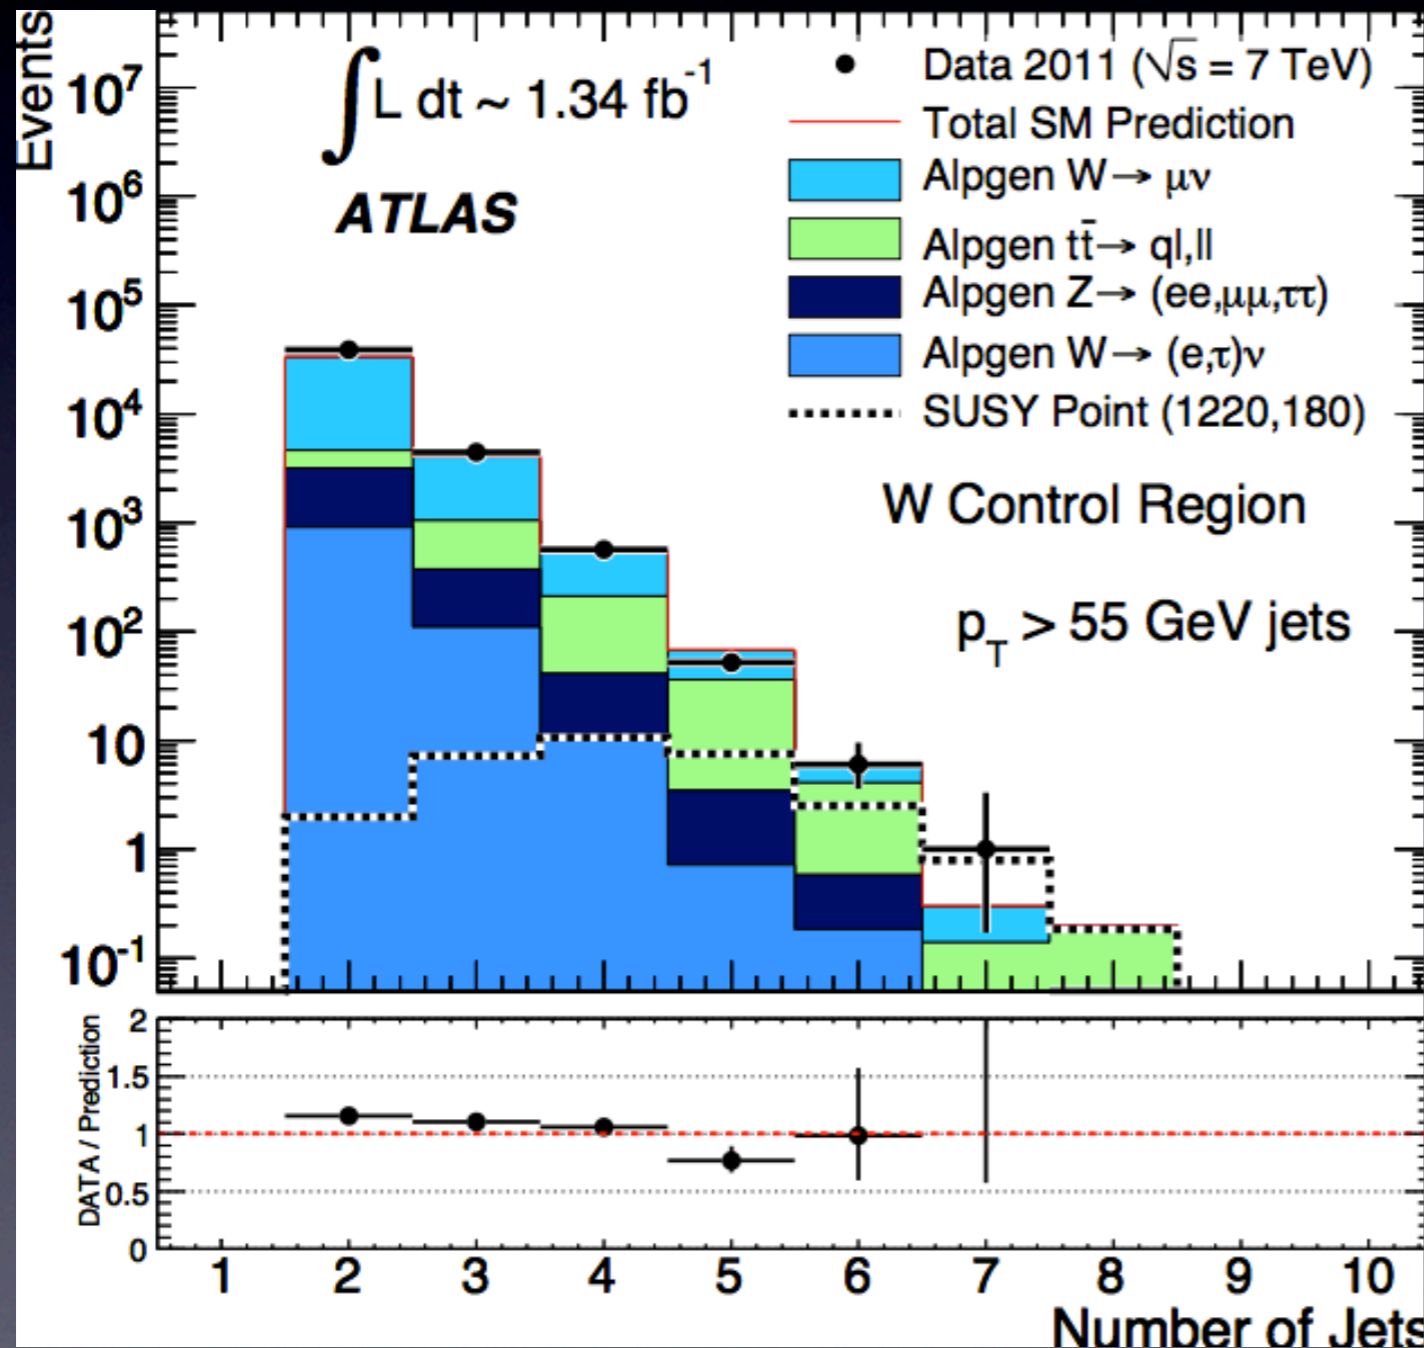 Events
∫L dt ~ 1.34 fb⁻¹
ATLAS
Data 2011 (√s = 7 TeV)
Total SM Prediction
Alpgen W→ μν
Alpgen tt̄→ ql,ll
Alpgen Z→ (ee,μμ,ττ)
Alpgen W→ (e,τ)ν
SUSY Point (1220,180)
W Control Region
p_T > 55 GeV jets
10⁷
10⁶
10⁵
10⁴
10³
10²
10
1
10⁻¹
DATA / Prediction
2
1.5
1
0.5
0
1 2 3 4 5 6 7 8 9 10
Number of Jets